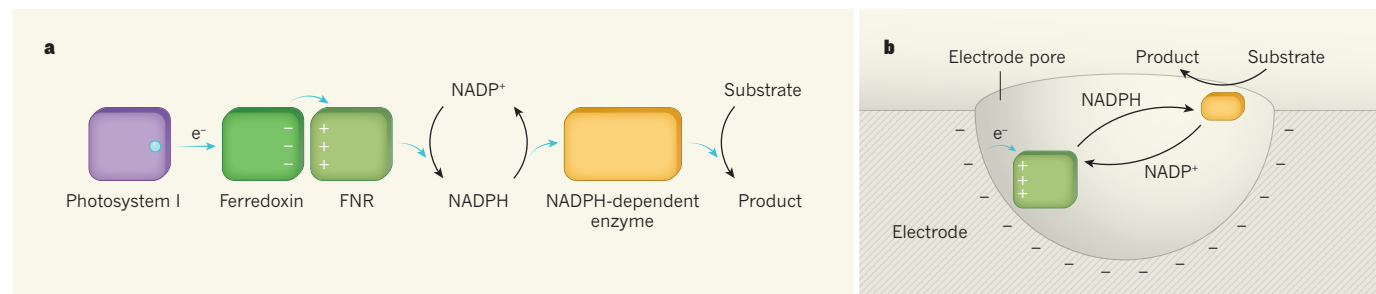 a
NADP⁺
Substrate
e⁻
− − −
+ + +
Photosystem I
Ferredoxin
FNR
NADPH
NADPH-dependent
enzyme
Product
b
Electrode pore
Product
Substrate
NADPH
e⁻
+ + +
NADP⁺
Electrode
− − − − − − − − − − − − − −